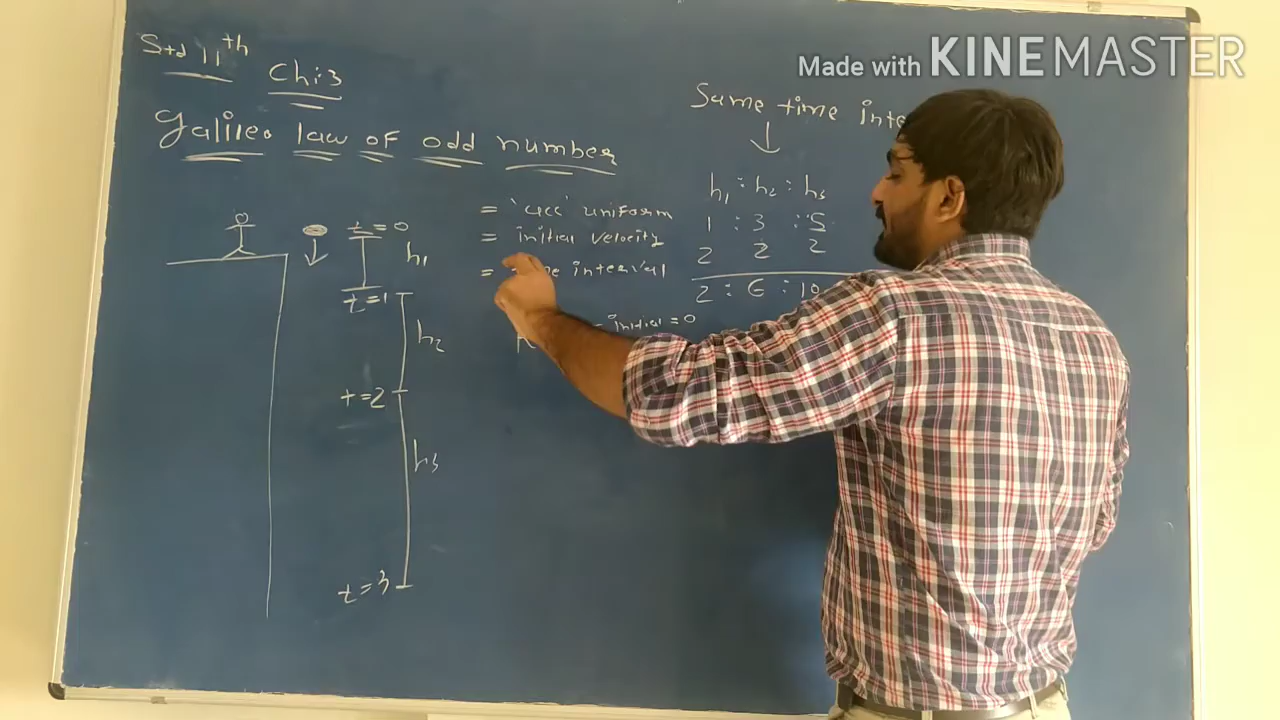 Made with KINEMASTER
Std 11th
Ch:3
Galileo law of odd number
Same time
h1 : h2 : h3
1 : 3 : 5
2 2 2
2 : 6 : 10
= 'acc' uniform
= initial velocity
= interval
initial = 0
t=0
h1
t=1
h2
t=2
h3
t=3